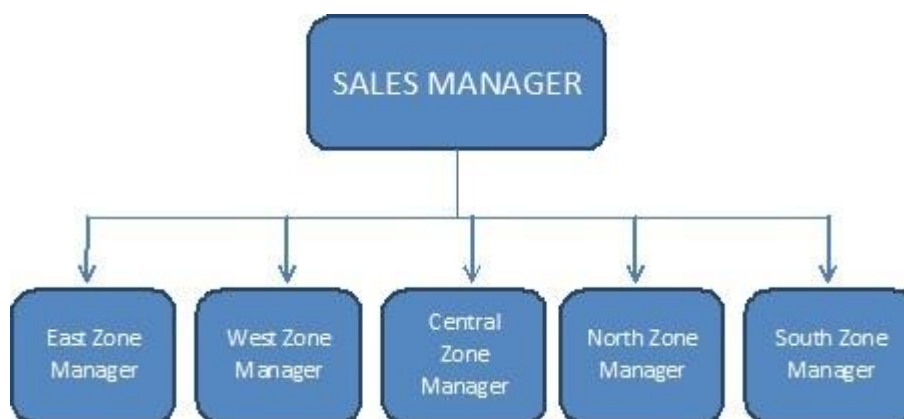 SALES MANAGER
East Zone
Manager
West Zone
Manager
Central
Zone
Manager
North Zone
Manager
South Zone
Manager